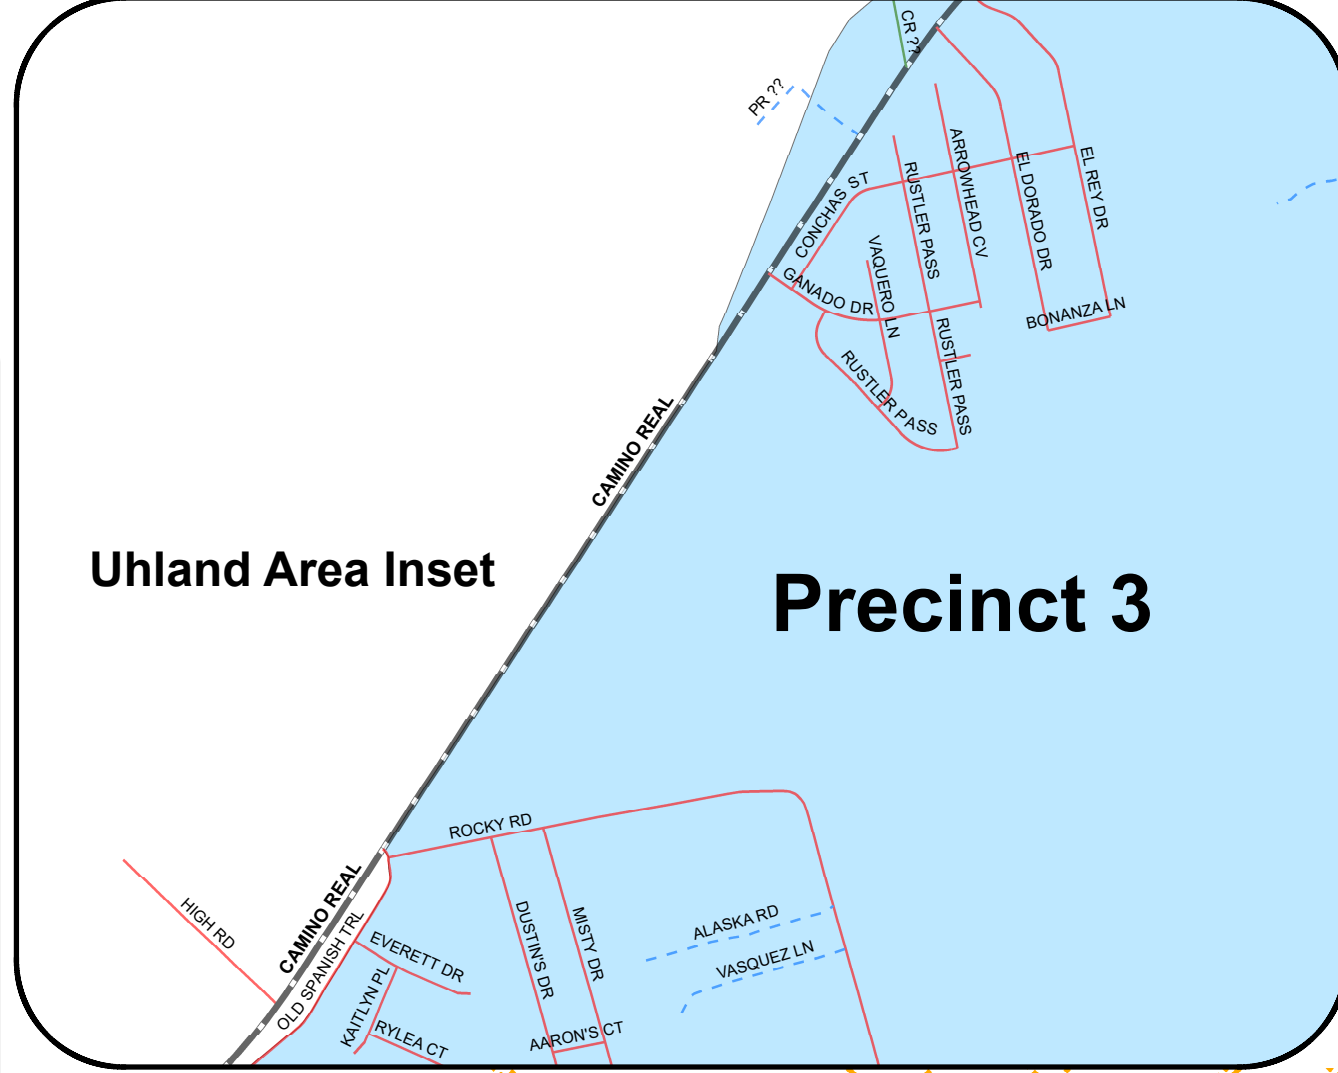 CR ??
PR ??
ARROWHEAD CV
EL DORADO DR
EL REY DR
CONCHAS ST
RUSTLER PASS
VAQUERO LN
GANADO DR
BONANZA LN
RUSTLER PASS
RUSTLER PASS
CAMINO REAL
Uhland Area Inset
Precinct 3
ROCKY RD
HIGH RD
CAMINO REAL
OLD SPANISH TRL
EVERETT DR
KAITLYN PL
RYLEA CT
DUSTIN'S DR
MISTY DR
AARON'S CT
ALASKA RD
VASQUEZ LN